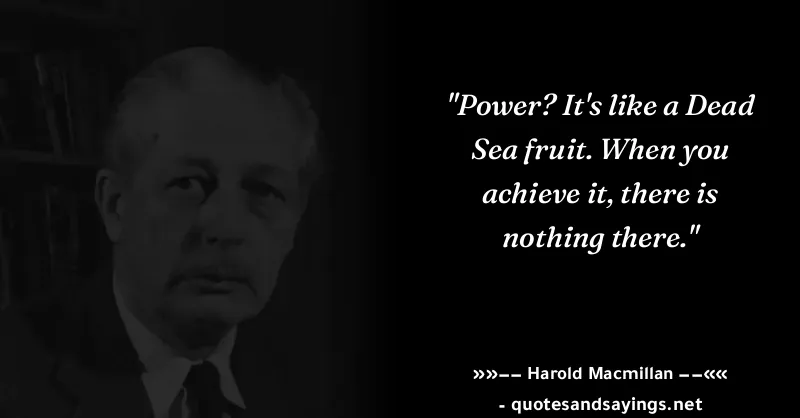 "Power? It's like a Dead
Sea fruit. When you
achieve it, there is
nothing there."
»»−− Harold Macmillan −−««
- quotesandsayings.net